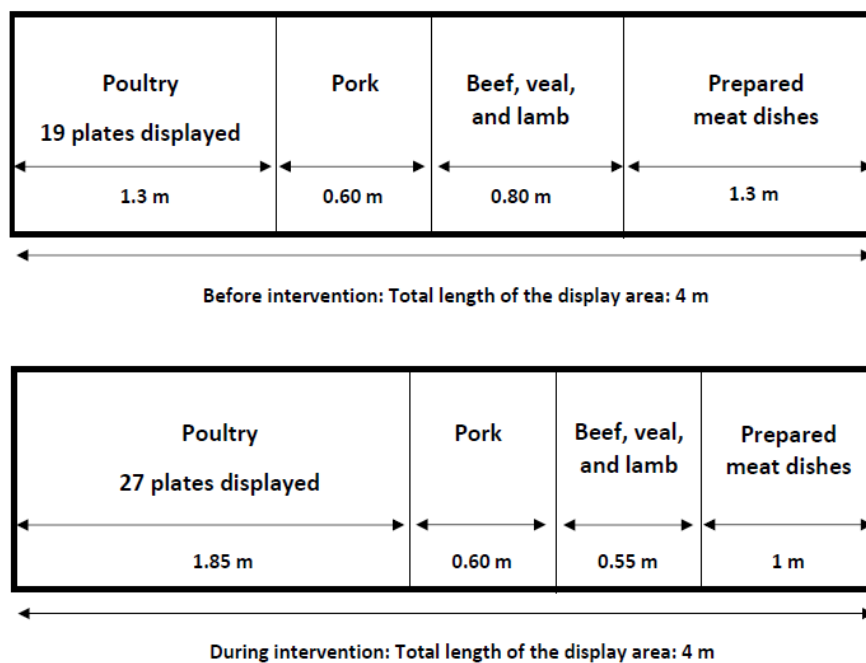 Poultry
19 plates displayed
Pork
Beef, veal,
and lamb
Prepared
meat dishes
1.3 m
0.60 m
0.80 m
1.3 m
Before intervention: Total length of the display area: 4 m
Poultry
27 plates displayed
Pork
Beef, veal,
and lamb
Prepared
meat dishes
1.85 m
0.60 m
0.55 m
1 m
During intervention: Total length of the display area: 4 m